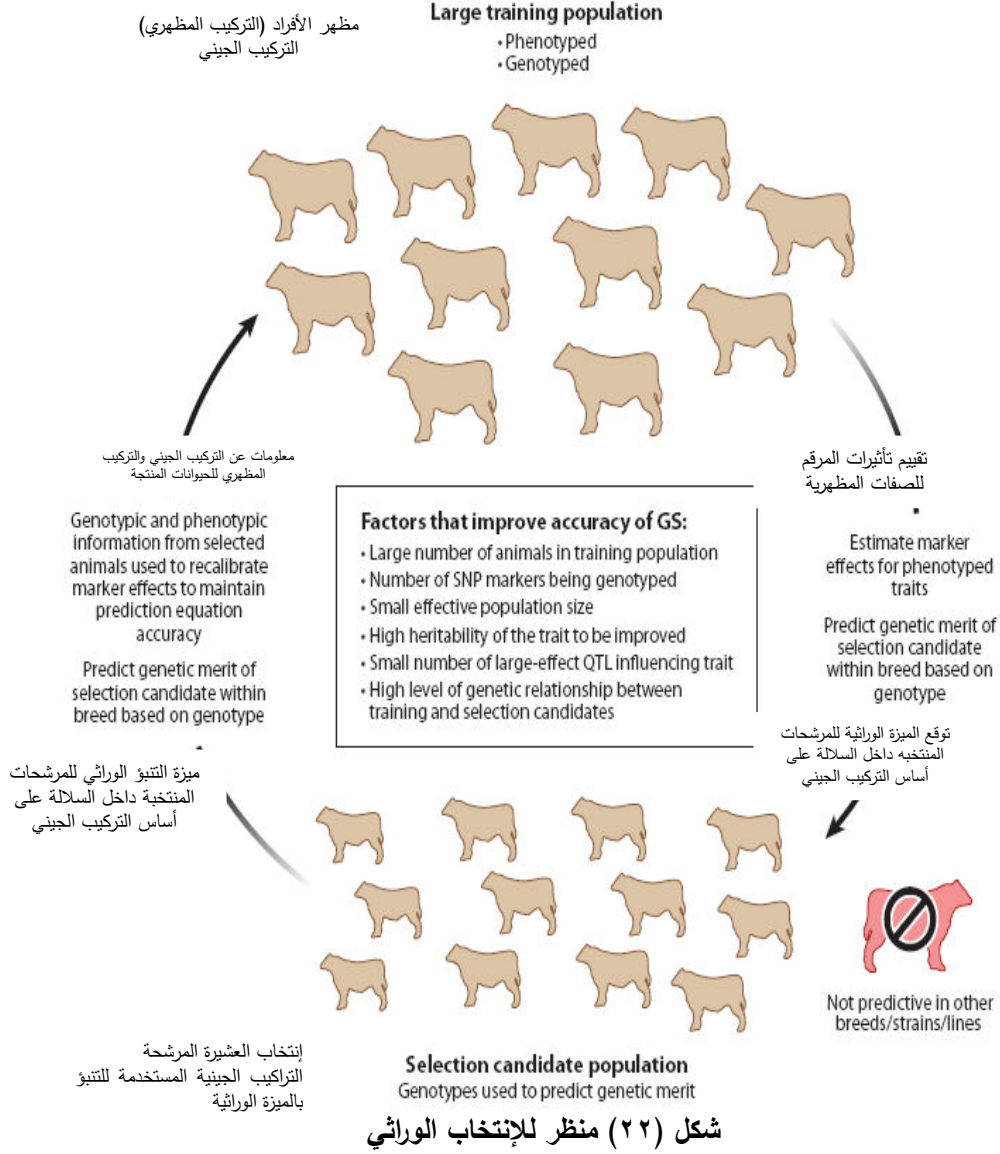 مظهر الأفراد (التركيب المظهري)
التركيب الجيني
Large training population
• Phenotyped
• Genotyped
معلومات عن التركيب الجيني والتركيب
المظهري للحيوانات المنتجة
Genotypic and phenotypic
information from selected
animals used to recalibrate
marker effects to maintain
prediction equation
accuracy
Predict genetic merit of
selection candidate within
breed based on genotype
ميزة التنبؤ الوراثي للمرشحات
المنتخبة داخل السلالة على
أساس التركيب الجيني
Factors that improve accuracy of GS:
• Large number of animals in training population
• Number of SNP markers being genotyped
• Small effective population size
• High heritability of the trait to be improved
• Small number of large-effect QTL influencing trait
• High level of genetic relationship between
training and selection candidates
تقييم تأثيرات المرقم
للصفات المظهرية
Estimate marker
effects for phenotyped
traits
Predict genetic merit of
selection candidate
within breed based on
genotype
توقع الميزة الوراثية للمرشحات
المنتخبه داخل السلالة على
أساس التركيب الجيني
Not predictive in other
breeds/strains/lines
إنتخاب العشيرة المرشحة
التراكيب الجينية المستخدمة للتنبؤ
بالميزة الوراثية
Selection candidate population
Genotypes used to predict genetic merit
شكل (٢٢) منظر للإنتخاب الوراثي